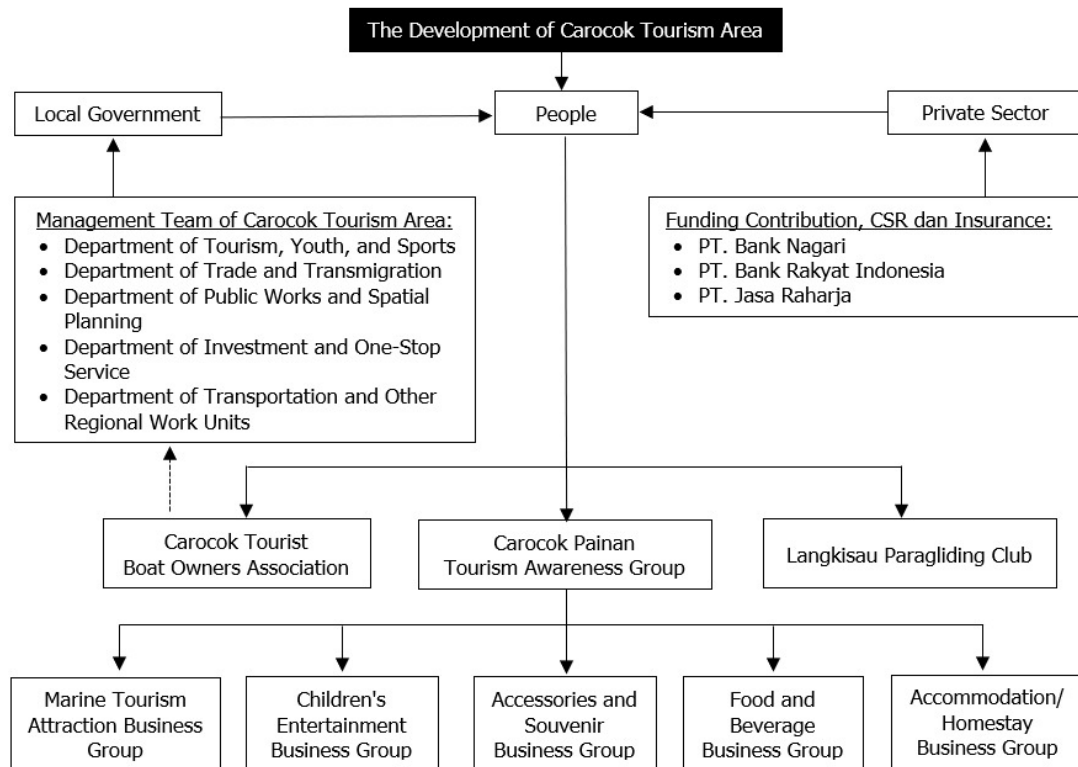 The Development of Carocok Tourism Area
Local Government
People
Private Sector
Management Team of Carocok Tourism Area:
• Department of Tourism, Youth, and Sports
• Department of Trade and Transmigration
• Department of Public Works and Spatial
Planning
• Department of Investment and One-Stop
Service
• Department of Transportation and Other
Regional Work Units
Funding Contribution, CSR dan Insurance:
• PT. Bank Nagari
• PT. Bank Rakyat Indonesia
• PT. Jasa Raharja
Carocok Tourist
Boat Owners Association
Carocok Painan
Tourism Awareness Group
Langkisau Paragliding Club
Marine Tourism
Attraction Business
Group
Children's
Entertainment
Business Group
Accessories and
Souvenir
Business Group
Food and
Beverage
Business Group
Accommodation/
Homestay
Business Group